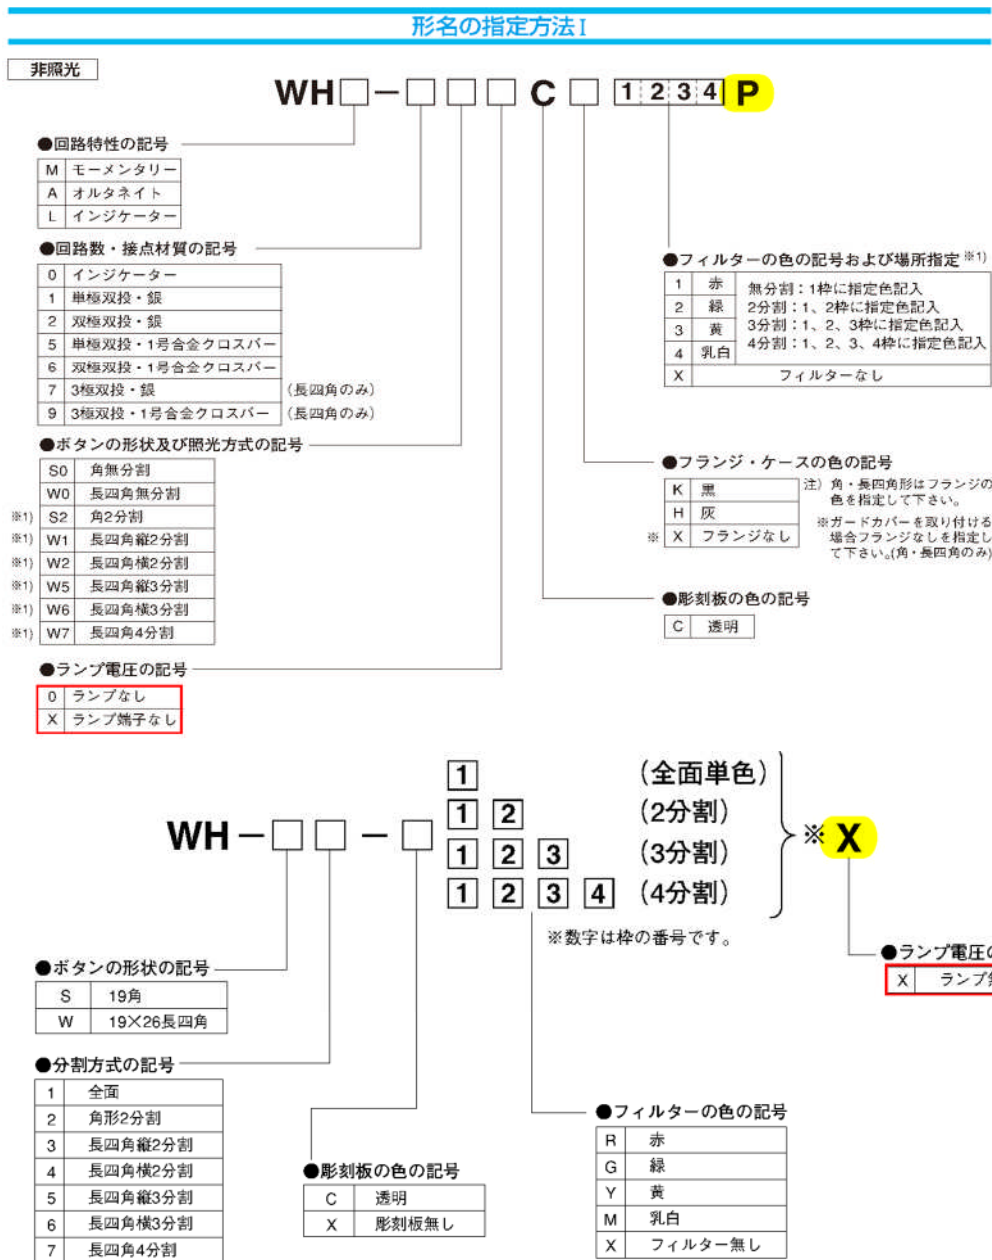 形名の指定方法I
非照光
WH□－□□□C□ 1 2 3 4 P
●回路特性の記号
M モーメンタリー
A オルタネイト
L インジケーター
●回路数・接点材質の記号
0 インジケーター
1 単極双投・銀
2 双極双投・銀
5 単極双投・1号合金クロスバー
6 双極双投・1号合金クロスバー
7 3極双投・銀 (長四角のみ)
9 3極双投・1号合金クロスバー (長四角のみ)
●ボタンの形状及び照光方式の記号
S0 角無分割
W0 長四角無分割
※1) S2 角2分割
※1) W1 長四角縦2分割
※1) W2 長四角横2分割
※1) W5 長四角縦3分割
※1) W6 長四角横3分割
※1) W7 長四角4分割
●ランプ電圧の記号
0 ランプなし
X ランプ端子なし
●フィルターの色の記号および場所指定 ※1)
1 赤
2 緑
3 黄
4 乳白
無分割：1枠に指定色記入
2分割：1、2枠に指定色記入
3分割：1、2、3枠に指定色記入
4分割：1、2、3、4枠に指定色記入
X フィルターなし
●フランジ・ケースの色の記号
K 黒
H 灰
※ X フランジなし
注) 角・長四角形はフランジの
色を指定して下さい。
※ガードカバーを取り付ける
場合フランジなしを指定し
て下さい。(角・長四角のみ)
●彫刻板の色の記号
C 透明
WH－□□－□
1 (全面単色)
1 2 (2分割)
1 2 3 (3分割)
1 2 3 4 (4分割)
※ X
※数字は枠の番号です。
●ランプ電圧の
X ランプ
●ボタンの形状の記号
S 19角
W 19×26長四角
●分割方式の記号
1 全面
2 角形2分割
3 長四角縦2分割
4 長四角横2分割
5 長四角縦3分割
6 長四角横3分割
7 長四角4分割
●彫刻板の色の記号
C 透明
X 彫刻板無し
●フィルターの色の記号
R 赤
G 緑
Y 黄
M 乳白
X フィルター無し